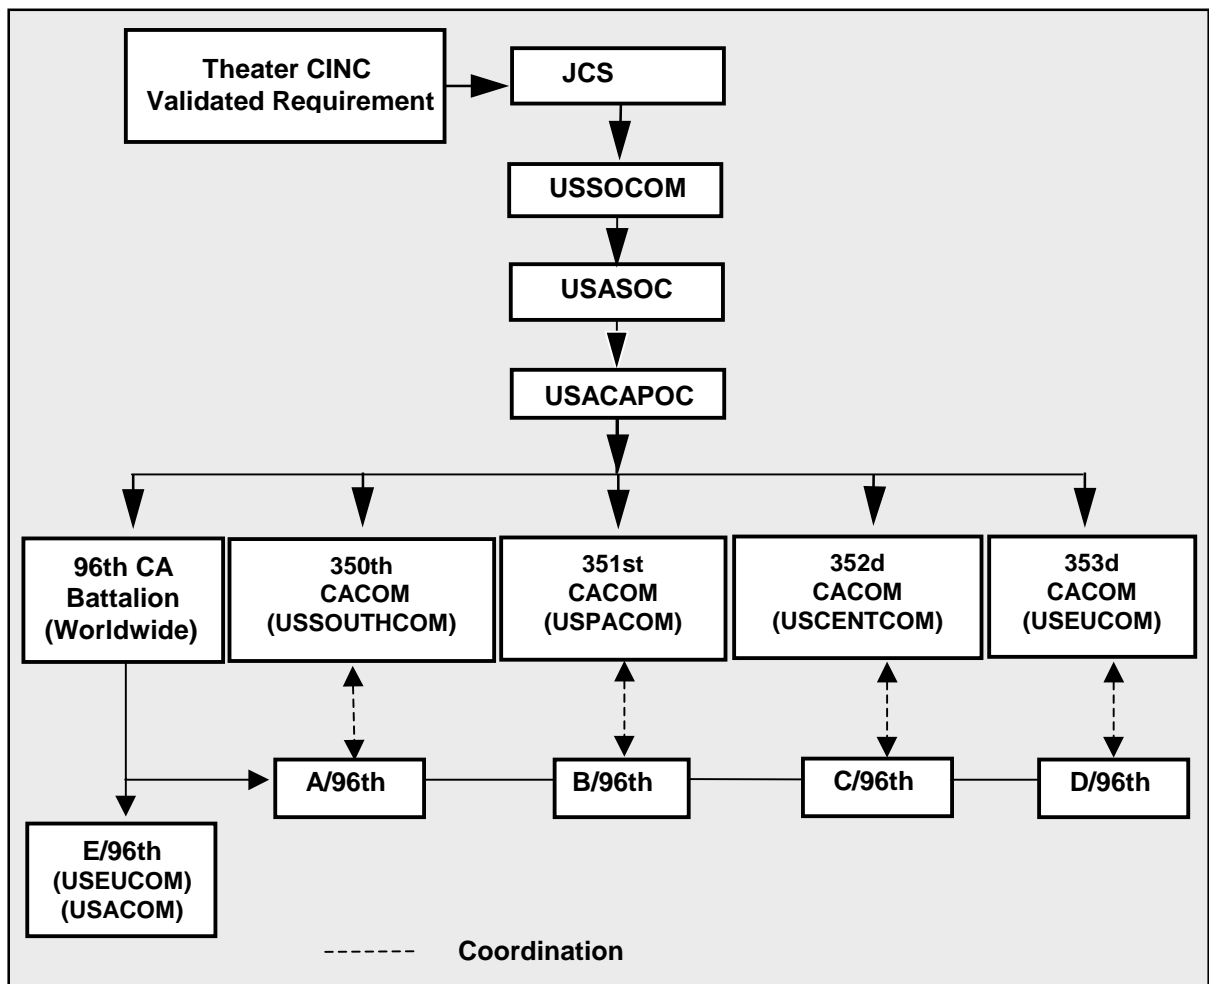 Theater CINC
Validated Requirement
JCS
USSOCOM
USASOC
USACAPOC
96th CA
Battalion
(Worldwide)
350th
CACOM
(USSOUTHCOM)
351st
CACOM
(USPACOM)
352d
CACOM
(USCENTCOM)
353d
CACOM
(USEUCOM)
A/96th
B/96th
C/96th
D/96th
E/96th
(USEUCOM)
(USACOM)
Coordination